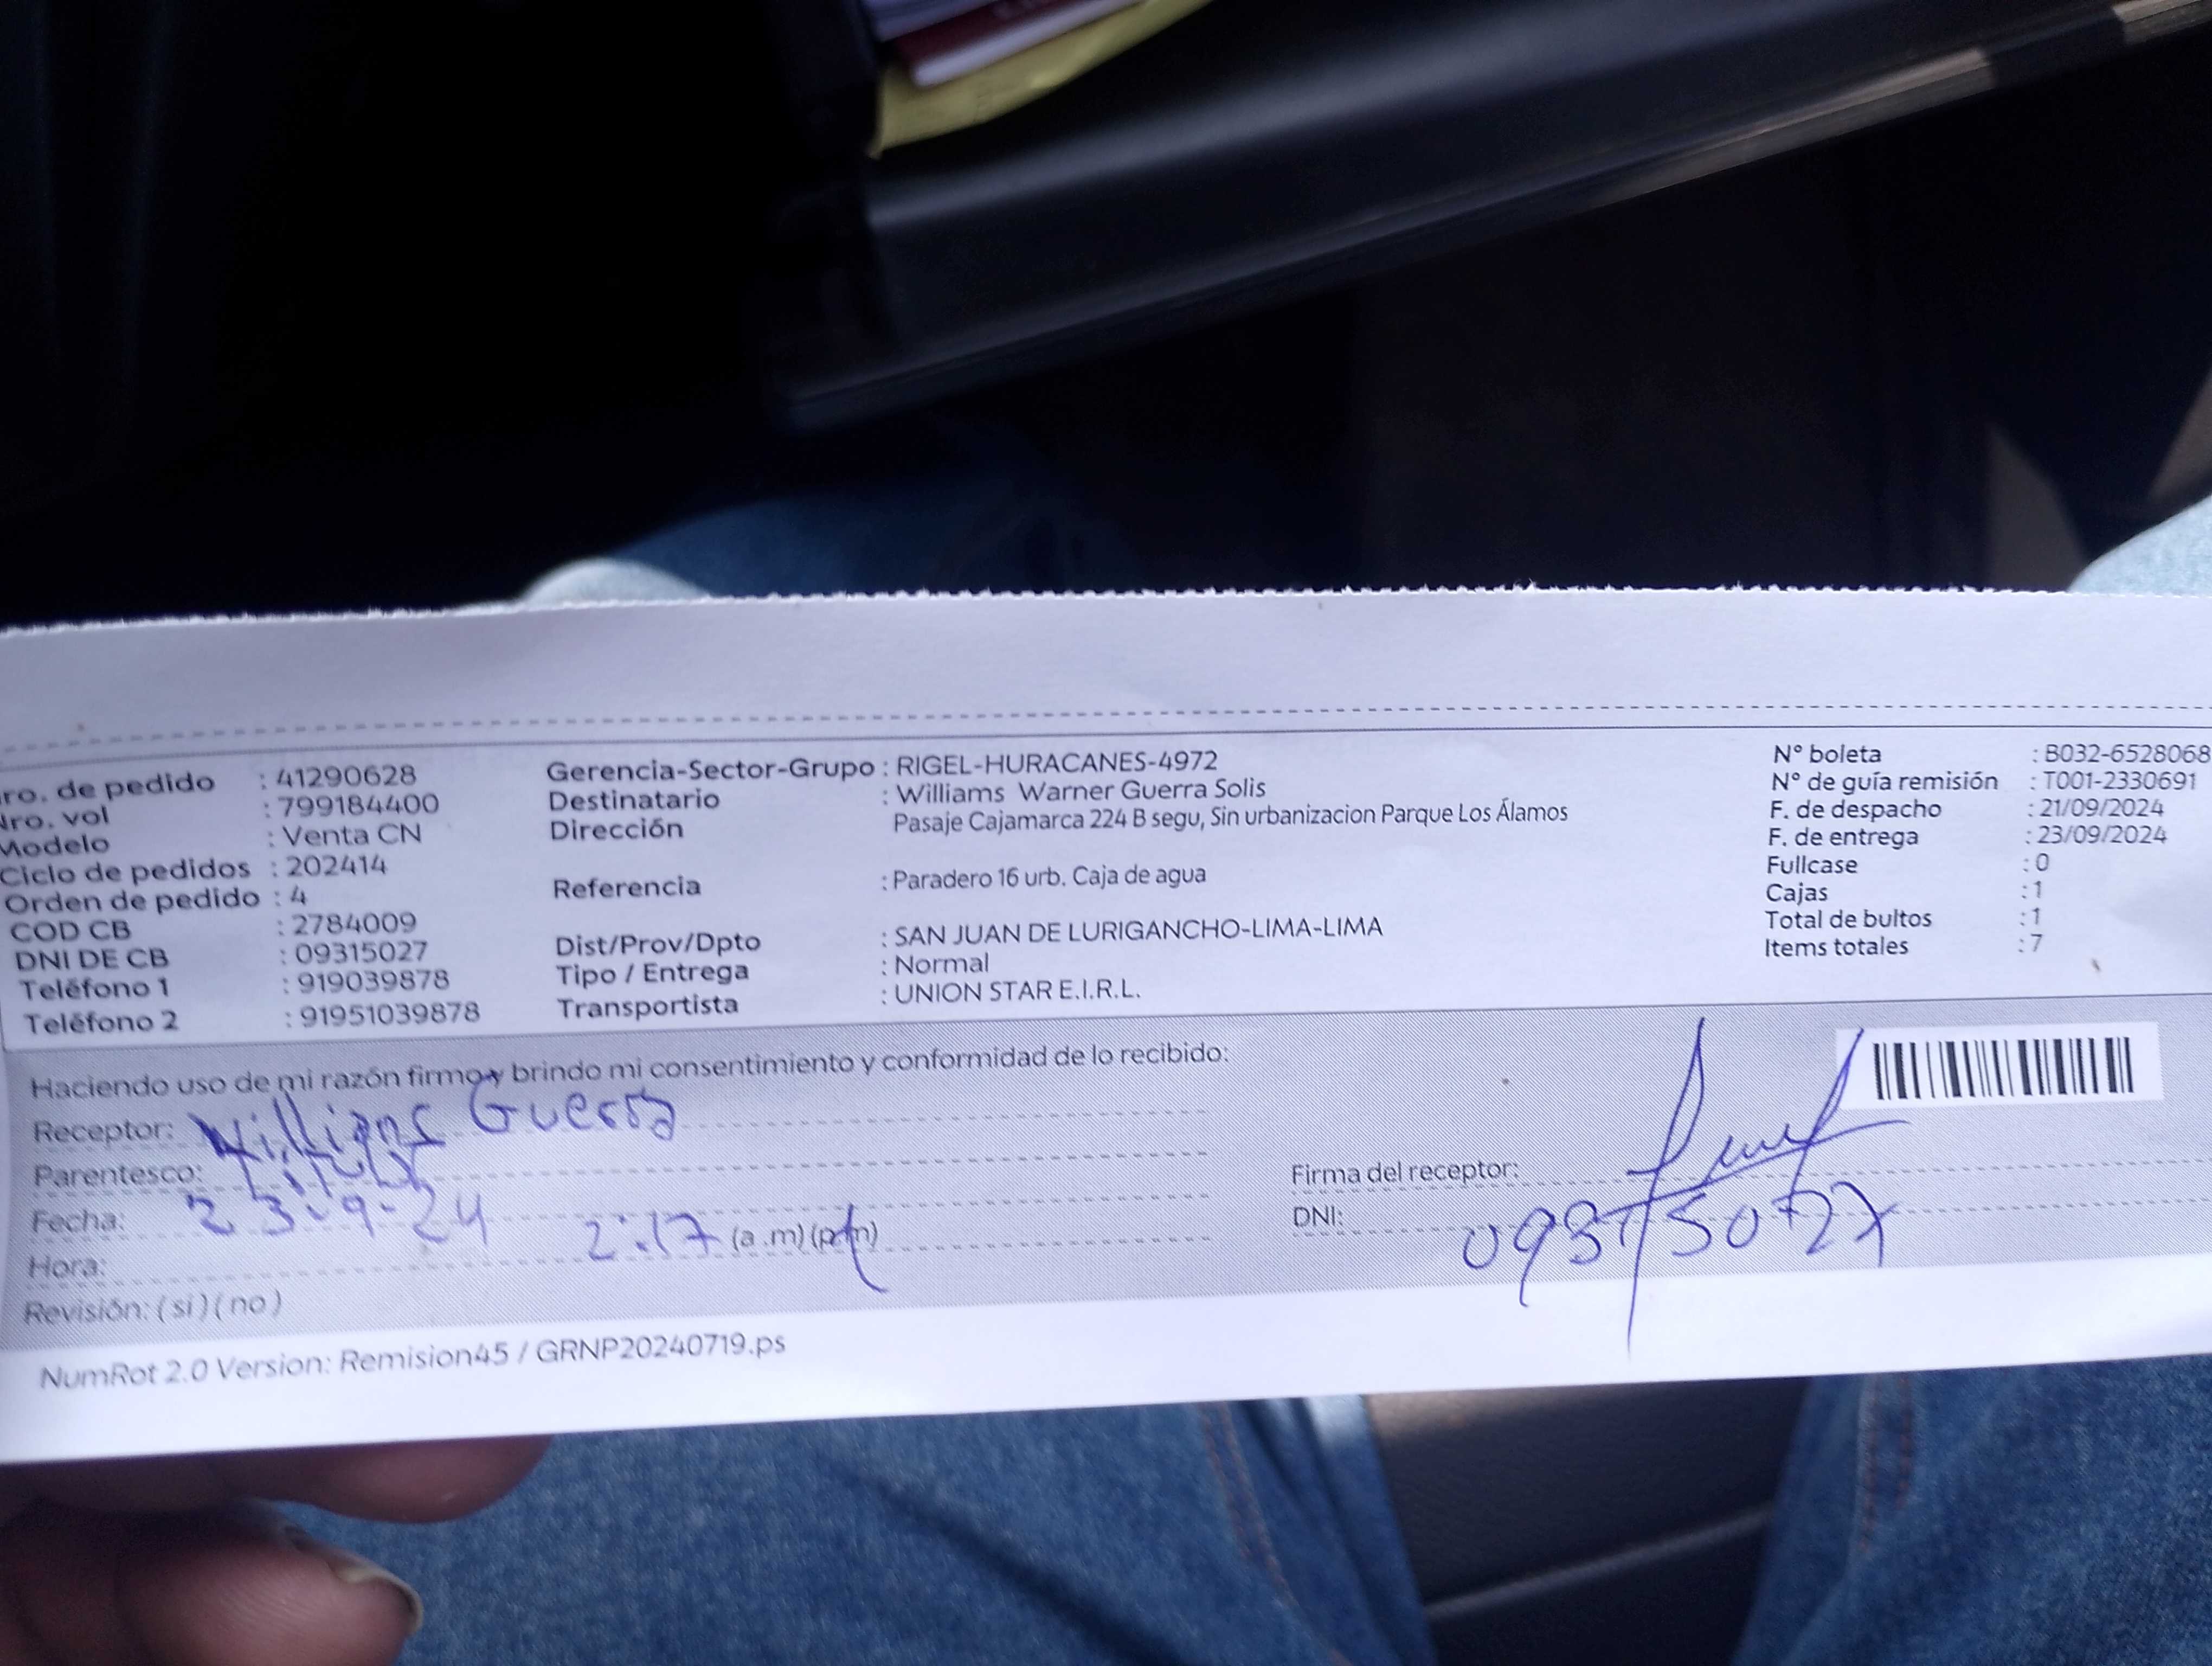 ro. de pedido : 41290628
Nro. vol : 799184400
Modelo : Venta CN
Ciclo de pedidos : 202414
Orden de pedido : 4
COD CB : 2784009
DNI DE CB : 09315027
Teléfono 1 : 919039878
Teléfono 2 : 91951039878
Gerencia-Sector-Grupo : RIGEL-HURACANES-4972
Destinatario : Williams Warner Guerra Solis
Dirección Pasaje Cajamarca 224 B segu, Sin urbanizacion Parque Los Álamos
Referencia : Paradero 16 urb. Caja de agua
Dist/Prov/Dpto : SAN JUAN DE LURIGANCHO-LIMA-LIMA
Tipo / Entrega : Normal
Transportista : UNION STAR E.I.R.L.
N° boleta : B032-6528068
N° de guía remisión : T001-2330691
F. de despacho : 21/09/2024
F. de entrega : 23/09/2024
Fullcase : 0
Cajas : 1
Total de bultos : 1
Items totales : 7
Haciendo uso de mi razón firmo y brindo mi consentimiento y conformidad de lo recibido:
Receptor: Williams Guerra
Parentesco: Titular
Fecha: 23-9-24
Hora: 2:17 (a .m) (pm)
Revisión: ( si ) ( no )
Firma del receptor:
DNI:
NumRot 2.0 Version: Remision45 / GRNP20240719.ps